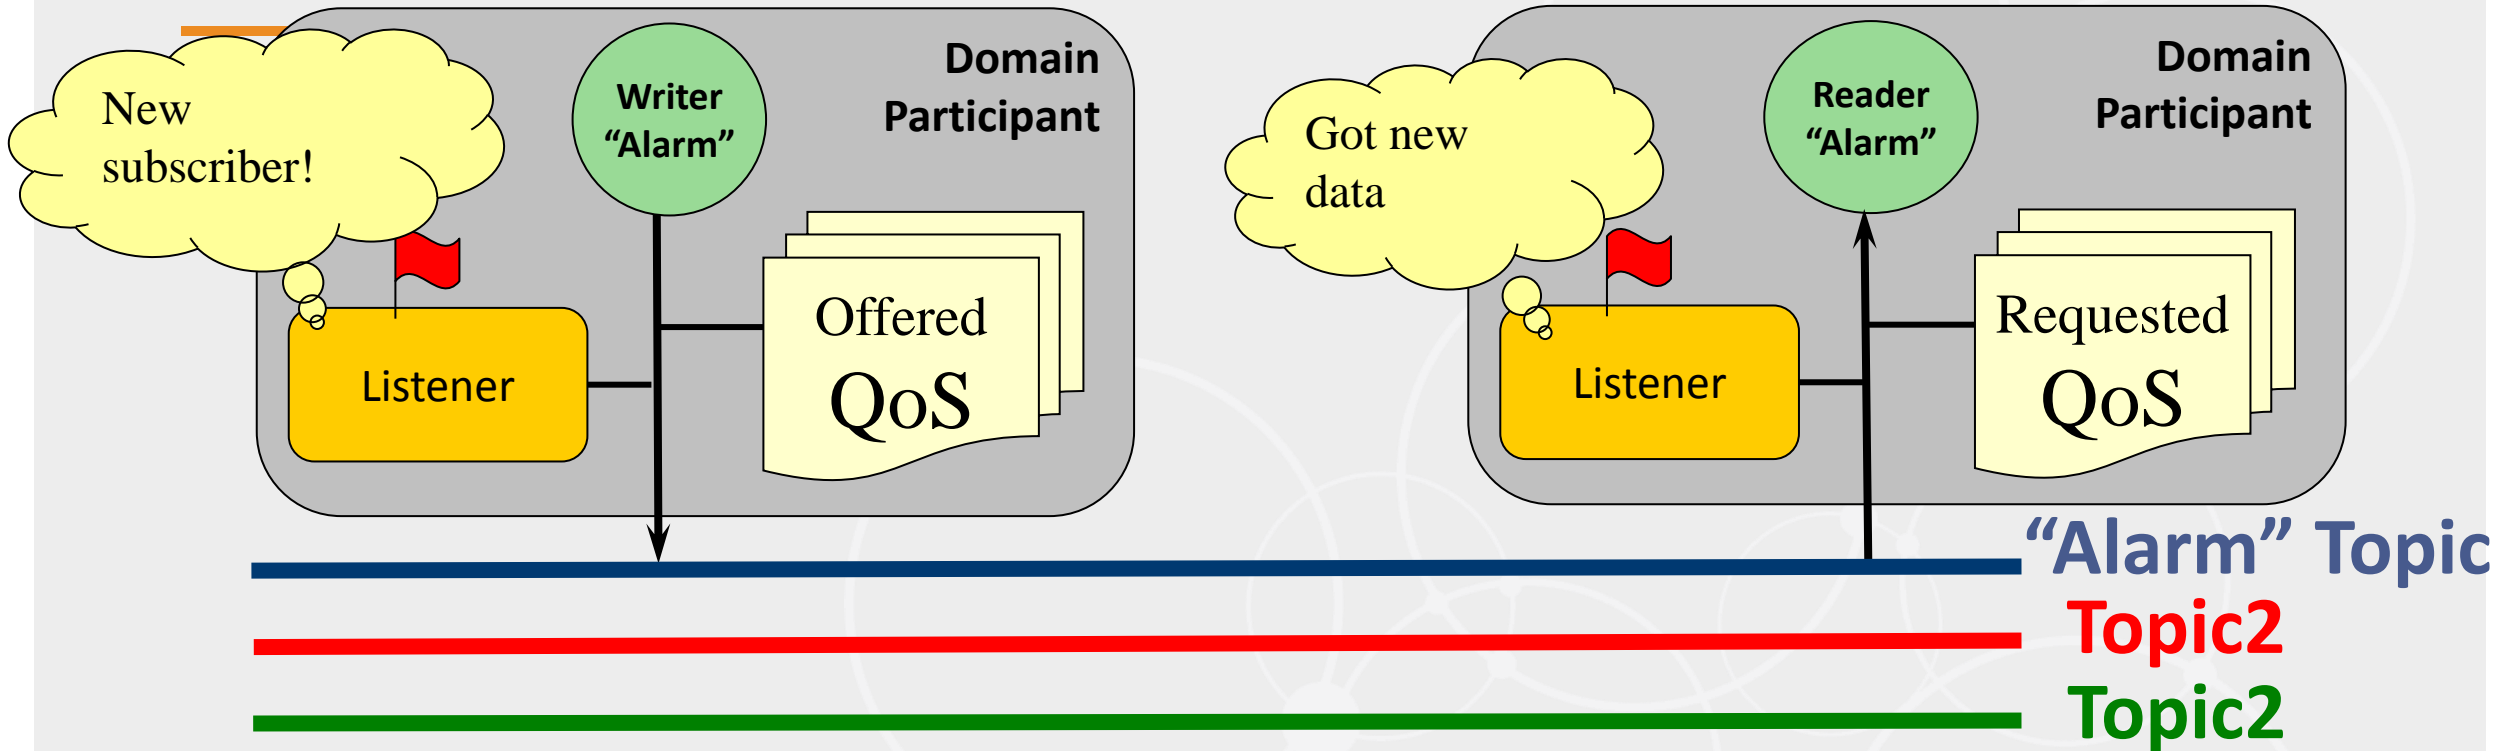 New
subscriber!
Writer
“Alarm”
Domain
Participant
Offered
QoS
Listener
Got new
data
Reader
“Alarm”
Domain
Participant
Requested
QoS
Listener
“Alarm” Topic
Topic2
Topic2